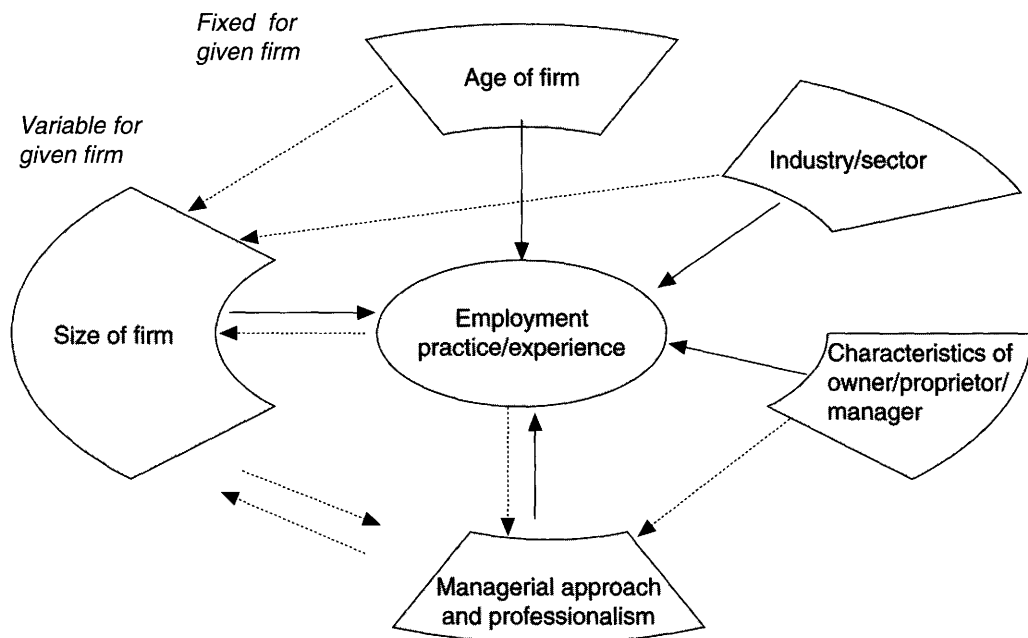 Fixed for
given firm
Age of firm
Variable for
given firm
Industry/sector
Size of firm
Employment
practice/experience
Characteristics of
owner/proprietor/
manager
Managerial approach
and professionalism